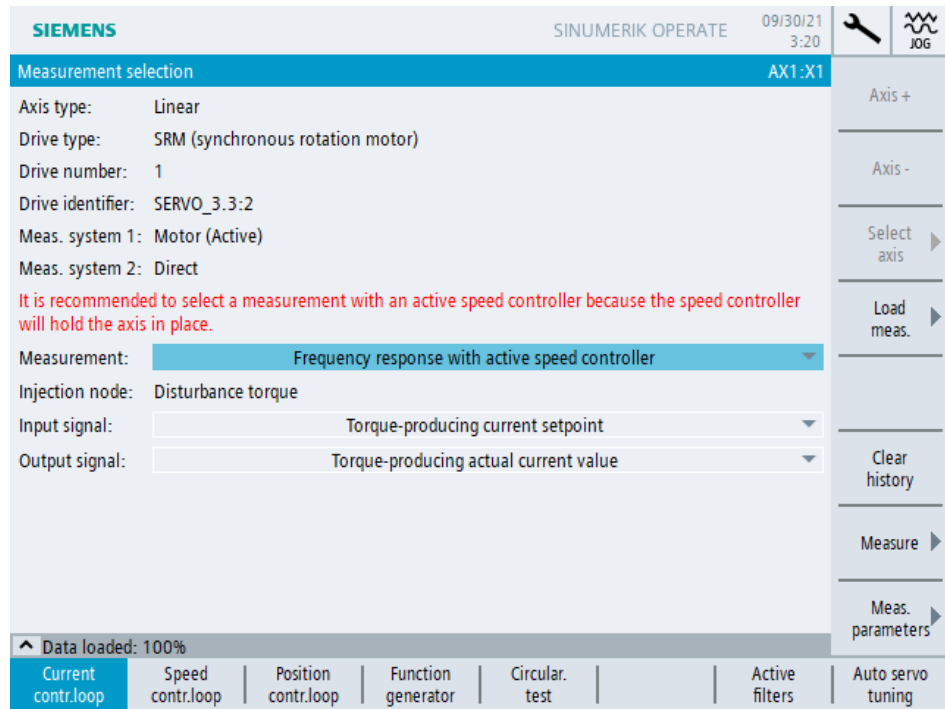 SIEMENS
SINUMERIK OPERATE
09/30/21
3:20
JOG
Measurement selection AX1:X1
Axis type: Linear
Drive type: SRM (synchronous rotation motor)
Drive number: 1
Drive identifier: SERVO_3.3:2
Meas. system 1: Motor (Active)
Meas. system 2: Direct
It is recommended to select a measurement with an active speed controller because the speed controller
will hold the axis in place.
Measurement: Frequency response with active speed controller
Injection node: Disturbance torque
Input signal: Torque-producing current setpoint
Output signal: Torque-producing actual current value
Data loaded: 100%
Axis +
Axis -
Select
axis
Load
meas.
Clear
history
Measure
Meas.
parameters
Current
contr.loop
Speed
contr.loop
Position
contr.loop
Function
generator
Circular.
test
Active
filters
Auto servo
tuning